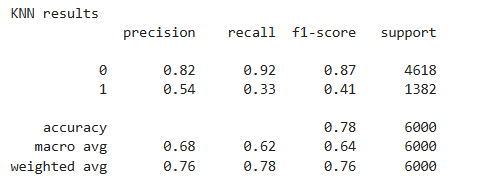 KNN results
precision recall f1-score support
0 0.82 0.92 0.87 4618
1 0.54 0.33 0.41 1382
accuracy 0.78 6000
macro avg 0.68 0.62 0.64 6000
weighted avg 0.76 0.78 0.76 6000